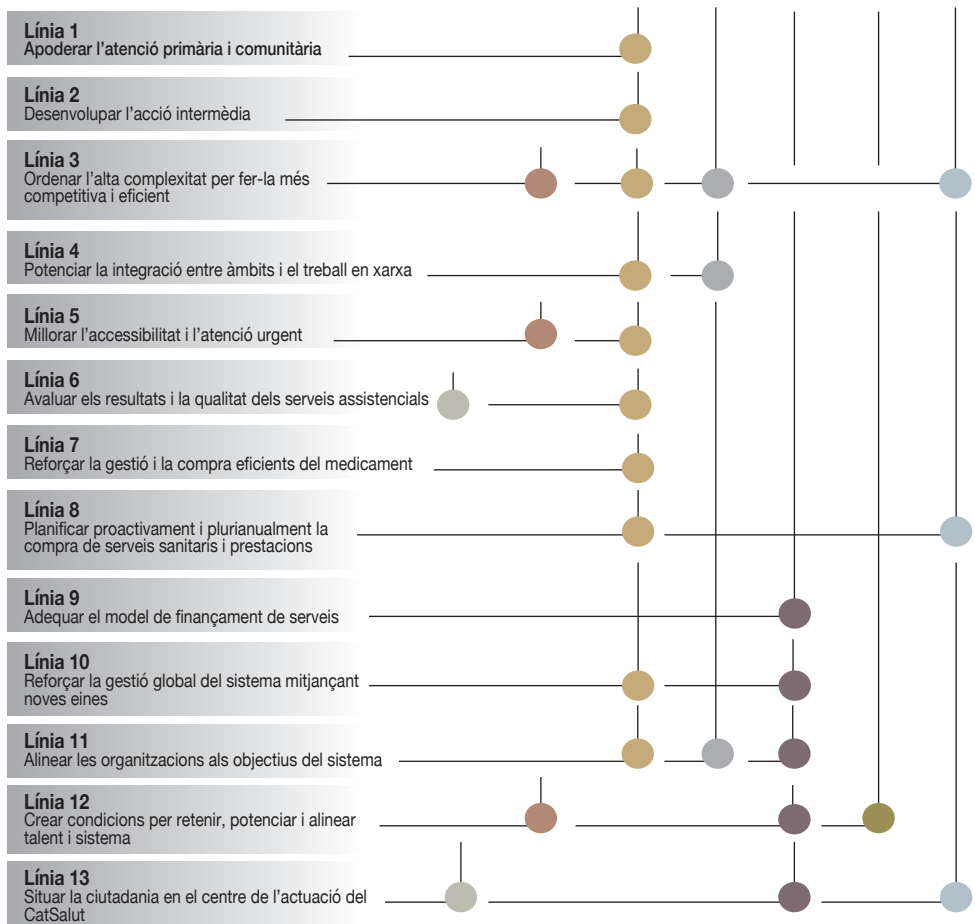 Línia 1
Apoderar l’atenció primària i comunitària
Línia 2
Desenvolupar l’acció intermèdia
Línia 3
Ordenar l’alta complexitat per fer-la més
competitiva i eficient
Línia 4
Potenciar la integració entre àmbits i el treball en xarxa
Línia 5
Millorar l’accessibilitat i l’atenció urgent
Línia 6
Avaluar els resultats i la qualitat dels serveis assistencials
Línia 7
Reforçar la gestió i la compra eficients del medicament
Línia 8
Planificar proactivament i plurianualment la
compra de serveis sanitaris i prestacions
Línia 9
Adequar el model de finançament de serveis
Línia 10
Reforçar la gestió global del sistema mitjançant
noves eines
Línia 11
Alinear les organitzacions als objectius del sistema
Línia 12
Crear condicions per retenir, potenciar i alinear
talent i sistema
Línia 13
Situar la ciutadania en el centre de l’actuació del
CatSalut